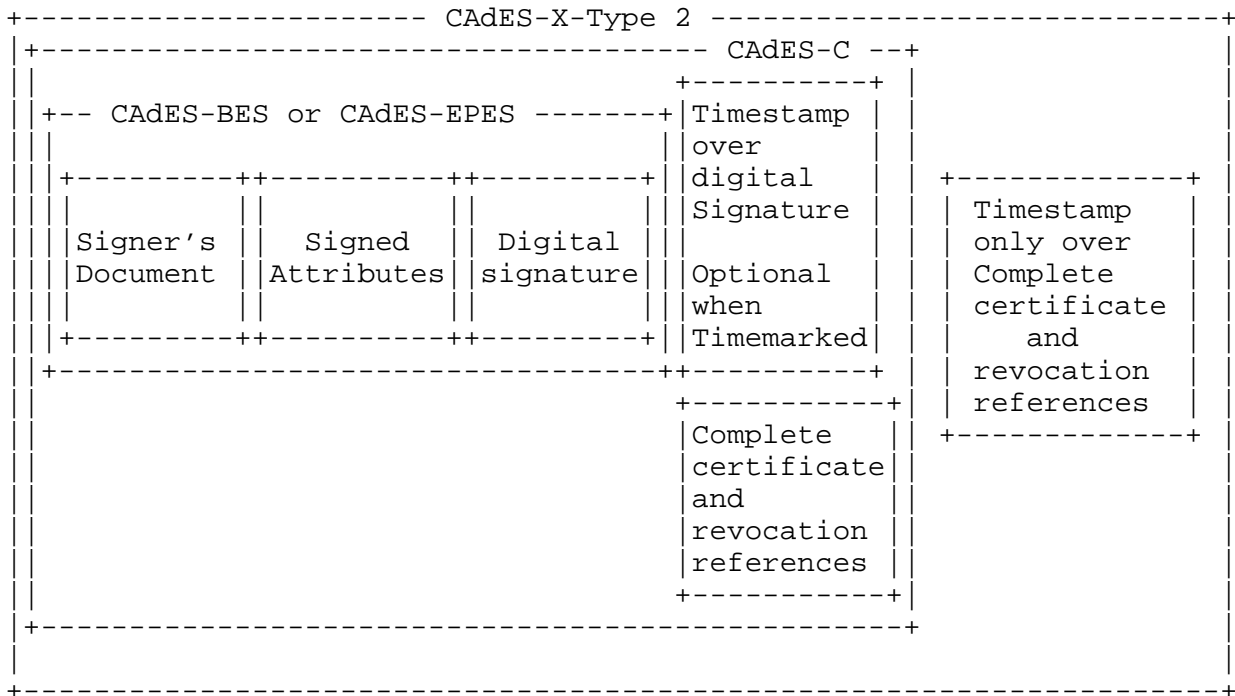 CAdES-X-Type 2
CAdES-C
CAdES-BES or CAdES-EPES
Timestamp
over
digital
Signature
Optional
when
Timemarked
Signer's
Document
Signed
Attributes
Digital
signature
Complete
certificate
and
revocation
references
Timestamp
only over
Complete
certificate
and
revocation
references